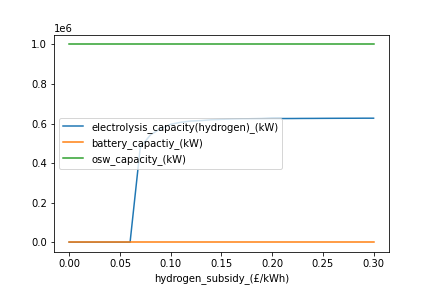 1e6
1.0
0.8
0.6
0.4
0.2
0.0
electrolysis_capacity(hydrogen)_(kW)
battery_capactiy_(kW)
osw_capacity_(kW)
0.00 0.05 0.10 0.15 0.20 0.25 0.30
hydrogen_subsidy_(£/kWh)